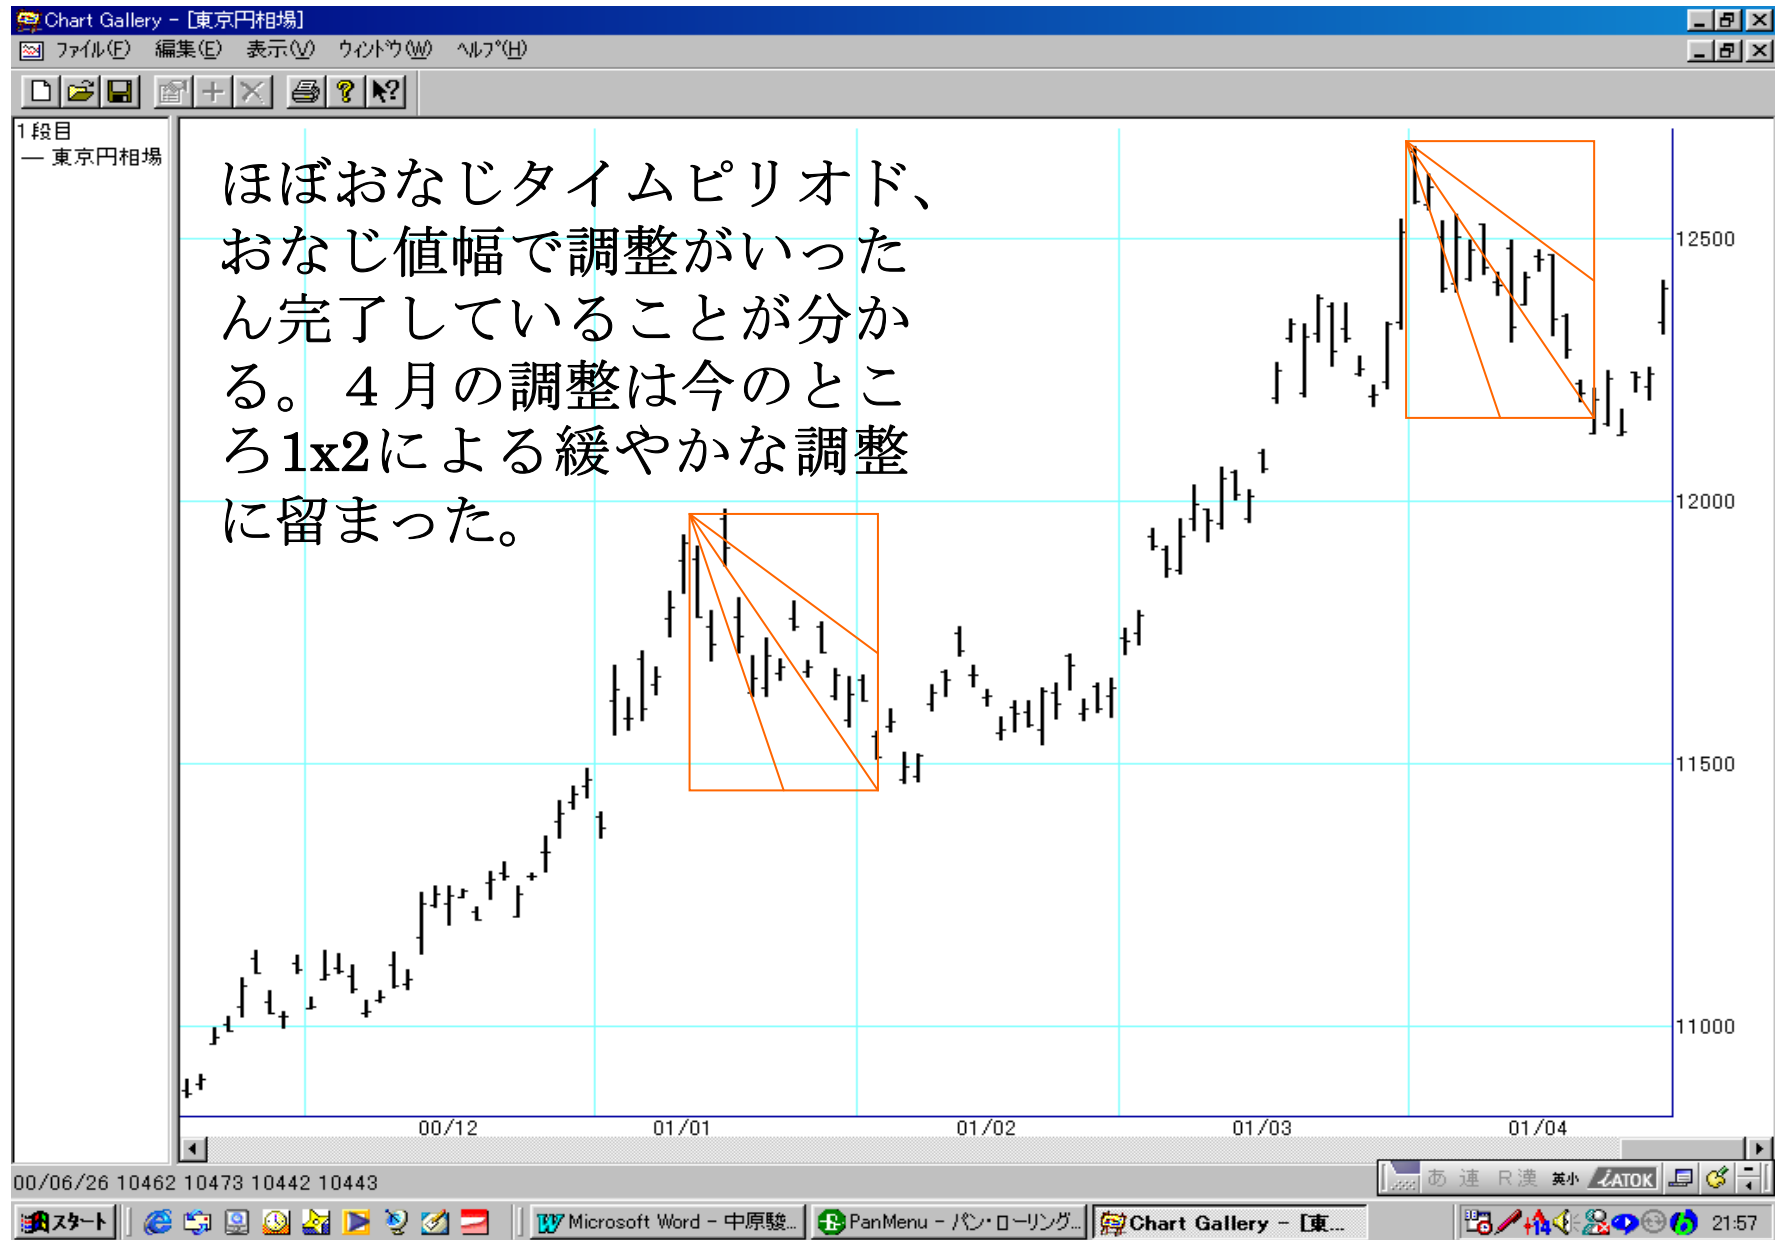 Chart Gallery - [東京円相場]
ファイル(F) 編集(E) 表示(V) ウィンドウ(W) ヘルプ(H)
1段目
— 東京円相場
ほぼおなじタイムピリオド、
おなじ値幅で調整がいった
ん完了していることが分か
る。４月の調整は今のとこ
ろ1x2による緩やかな調整
に留まった。
12500
12000
11500
11000
00/12 01/01 01/02 01/03 01/04
00/06/26 10462 10473 10442 10443
あ 連 R漢 英小 ATOK
スタート Microsoft Word - 中原駿... PanMenu - パン・ローリング... Chart Gallery - [東... 21:57